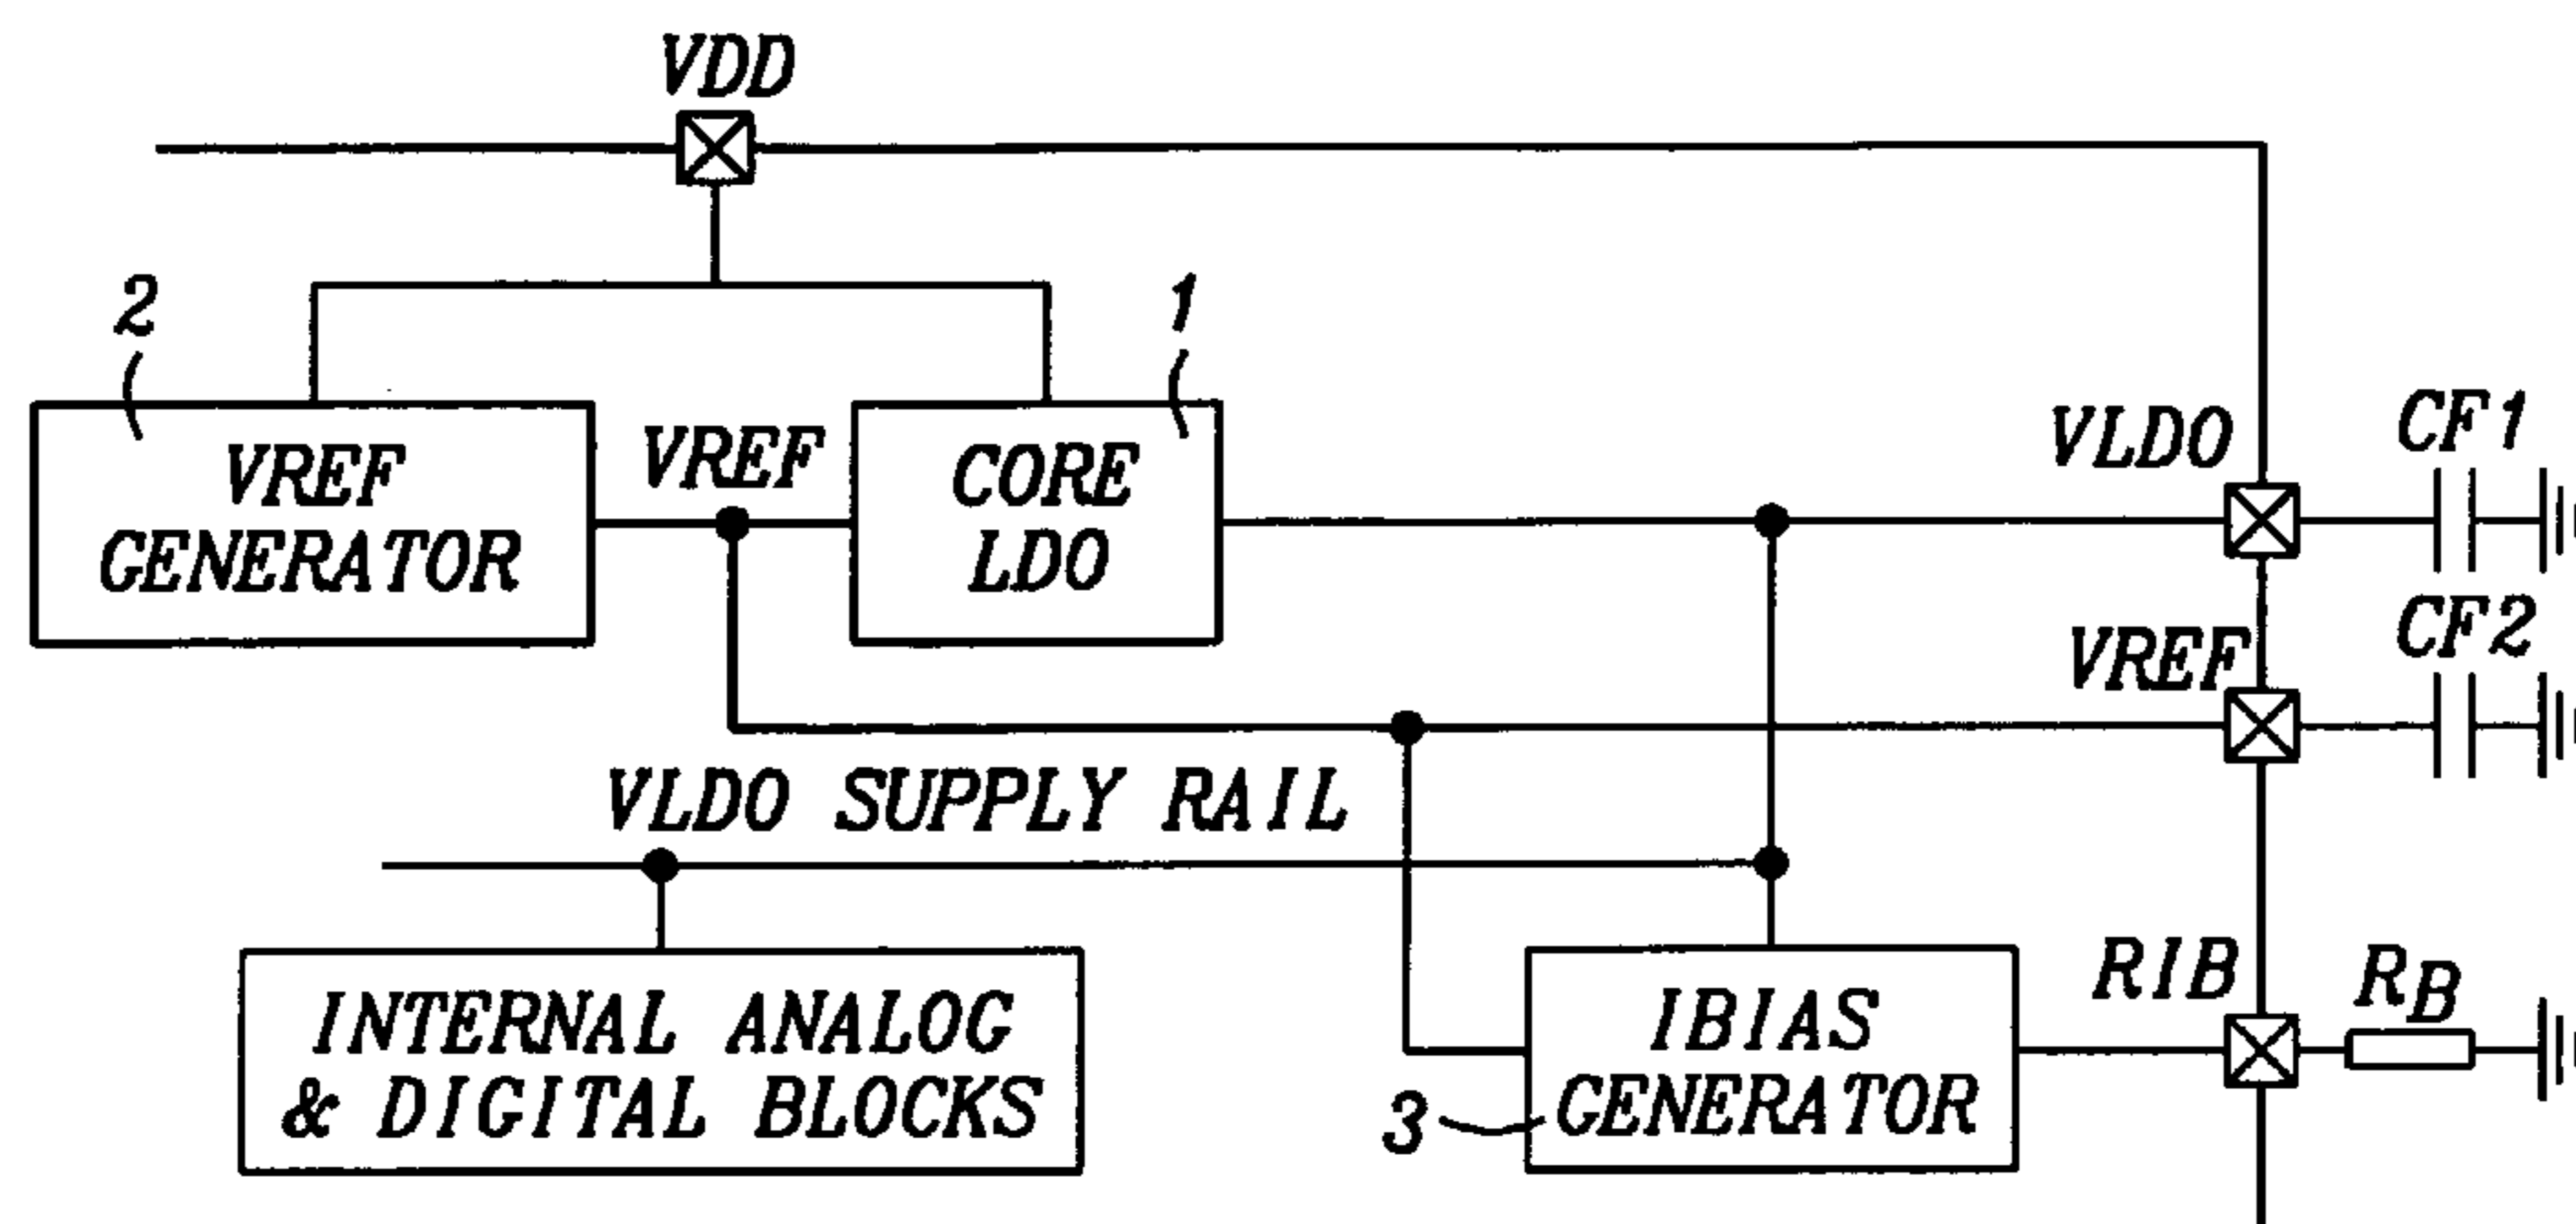 VDD
2
1
VREF
GENERATOR
VREF
CORE
LDO
VLDO
CF1
VREF
CF2
VLDO SUPPLY RAIL
INTERNAL ANALOG
& DIGITAL BLOCKS
IBIAS
GENERATOR
3
RIB
RB